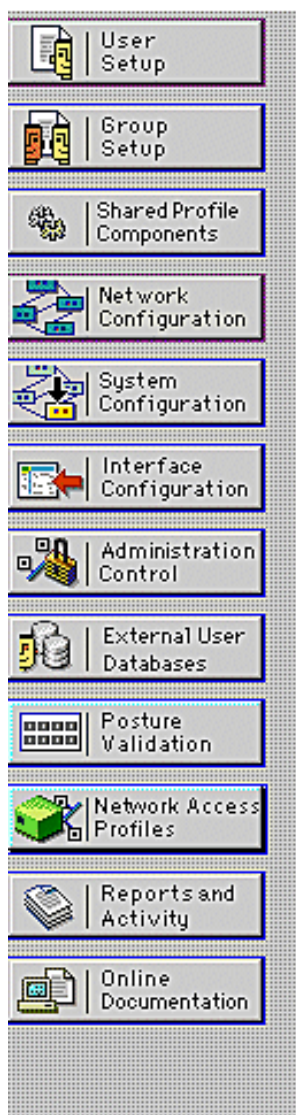 User
Setup
Group
Setup
Shared Profile
Components
Network
Configuration
System
Configuration
Interface
Configuration
Administration
Control
External User
Databases
Posture
Validation
Network Access
Profiles
Reports and
Activity
Online
Documentation